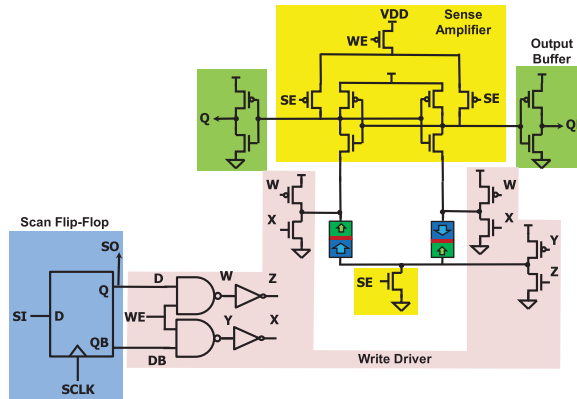 VDD
Sense
Amplifier
WE
Output
Buffer
SE
SE
Q
Q
W
W
X
X
Scan Flip-Flop
SO
Y
Z
SE
Q
D
W
Z
SI
D
WE
Y
X
QB
DB
SCLK
Write Driver